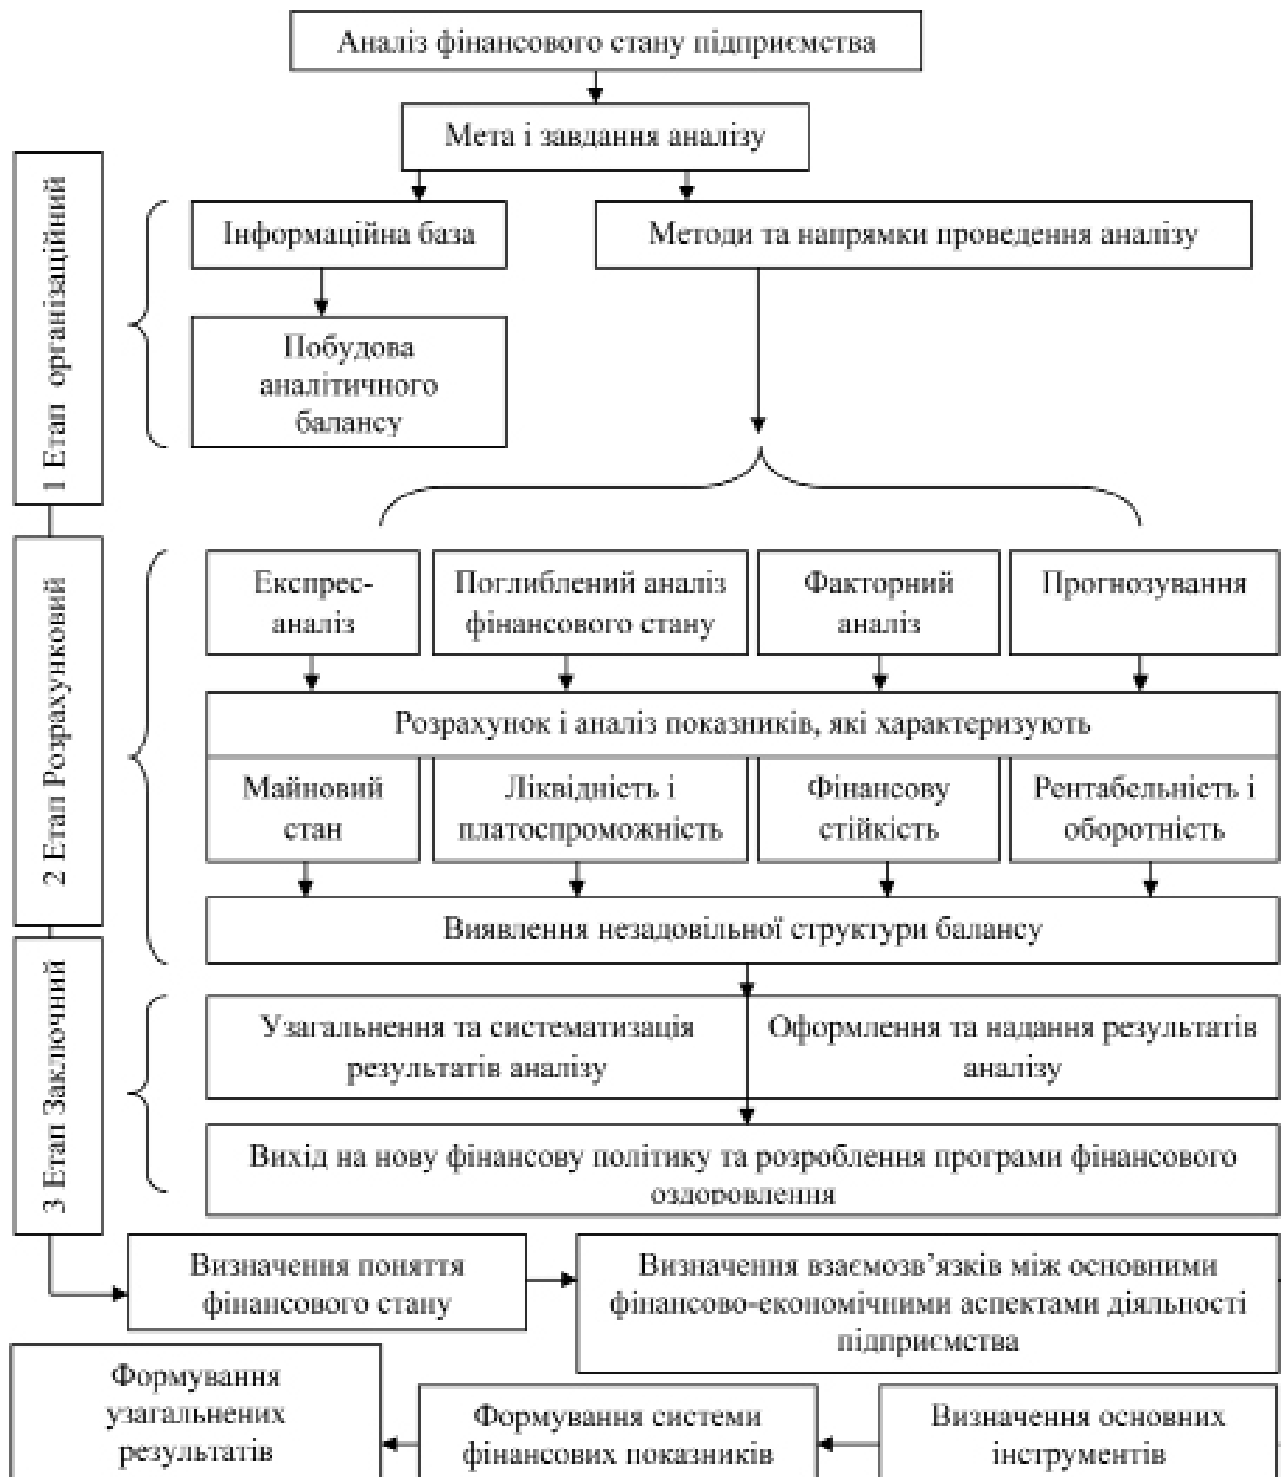 Аналіз фінансового стану підприємства
Мета і завдання аналізу
1 Етап організаційний
Інформаційна база
Методи та напрямки проведення аналізу
Побудова
аналітичного
балансу
2 Етап Розрахунковий
Експрес-
аналіз
Поглиблений аналіз
фінансового стану
Факторний
аналіз
Прогнозування
Розрахунок і аналіз показників, які характеризують
Майновий
стан
Ліквідність і
платоспроможність
Фінансову
стійкість
Рентабельність і
оборотність
Виявлення незадовільної структури балансу
3 Етап Заключний
Узагальнення та систематизація
результатів аналізу
Оформлення та надання результатів
аналізу
Вихід на нову фінансову політику та розроблення програми фінансового
оздоровлення
Визначення поняття
фінансового стану
Визначення взаємозв’язків між основними
фінансово-економічними аспектами діяльності
підприємства
Формування
узагальнених
результатів
Формування системи
фінансових показників
Визначення основних
інструментів